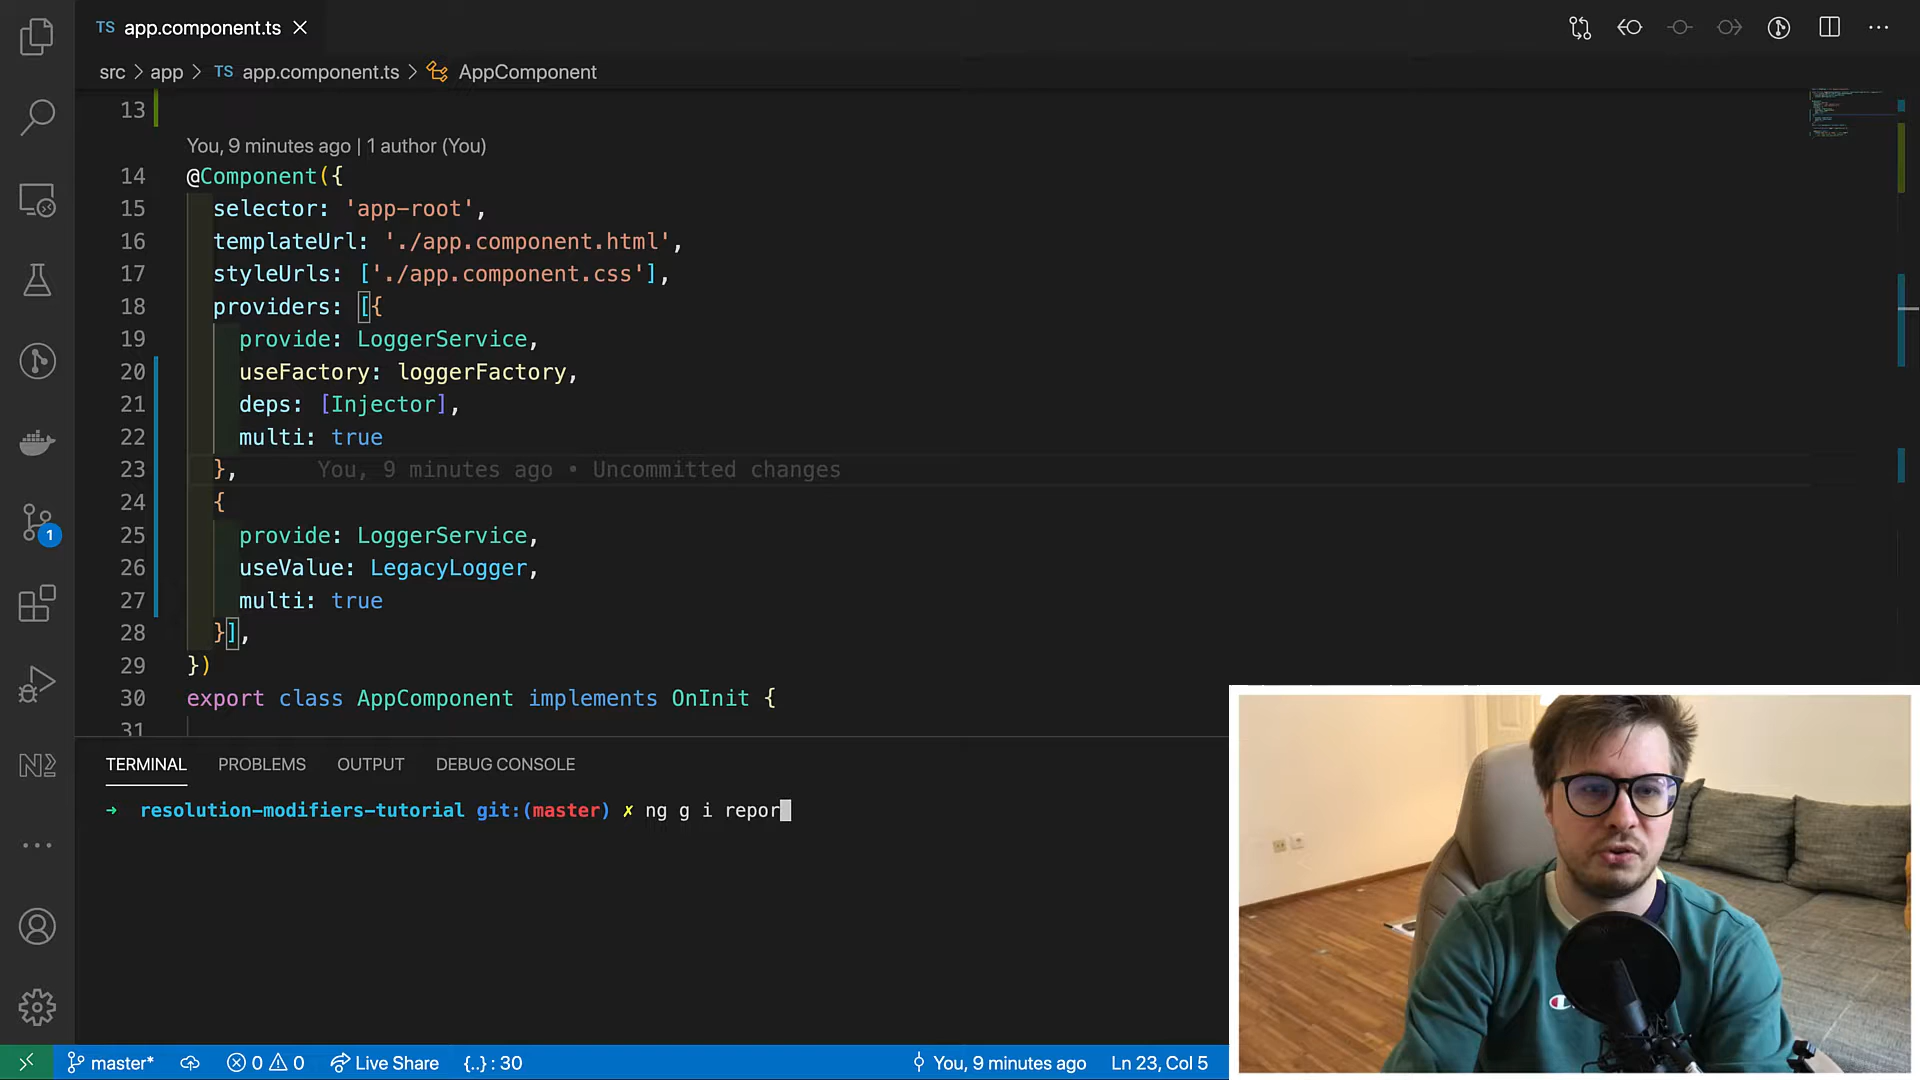 TS app.component.ts
src > app > TS app.component.ts > AppComponent
13
You, 9 minutes ago | 1 author (You)
14 @Component({
15 selector: 'app-root',
16 templateUrl: './app.component.html',
17 styleUrls: ['./app.component.css'],
18 providers: [{
19 provide: LoggerService,
20 useFactory: loggerFactory,
21 deps: [Injector],
22 multi: true
23 }, You, 9 minutes ago • Uncommitted changes
24 {
25 provide: LoggerService,
26 useValue: LegacyLogger,
27 multi: true
28 }],
29 })
30 export class AppComponent implements OnInit {
31
1
TERMINAL PROBLEMS OUTPUT DEBUG CONSOLE
→ resolution-modifiers-tutorial git:(master) ✗ ng g i repor
master* 0 0 Live Share {..} : 30 You, 9 minutes ago Ln 23, Col 5